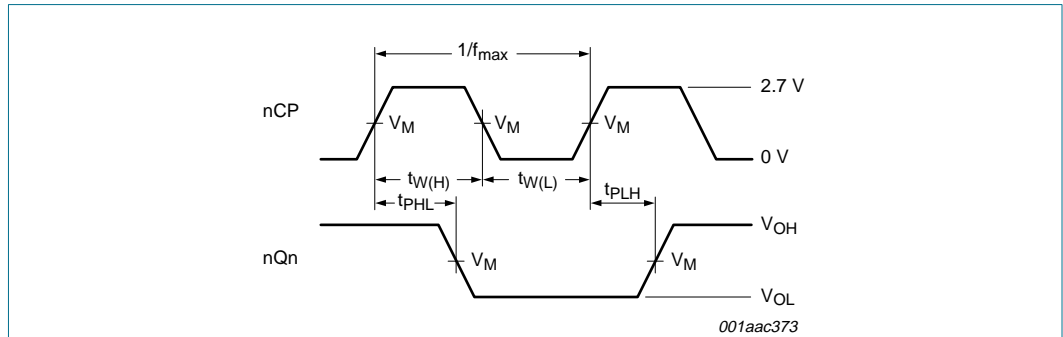 1/fmax
2.7 V
nCP
VM VM VM
0 V
tW(H) tW(L)
tPHL tPLH
VOH
nQn
VM VM
VOL
001aac373